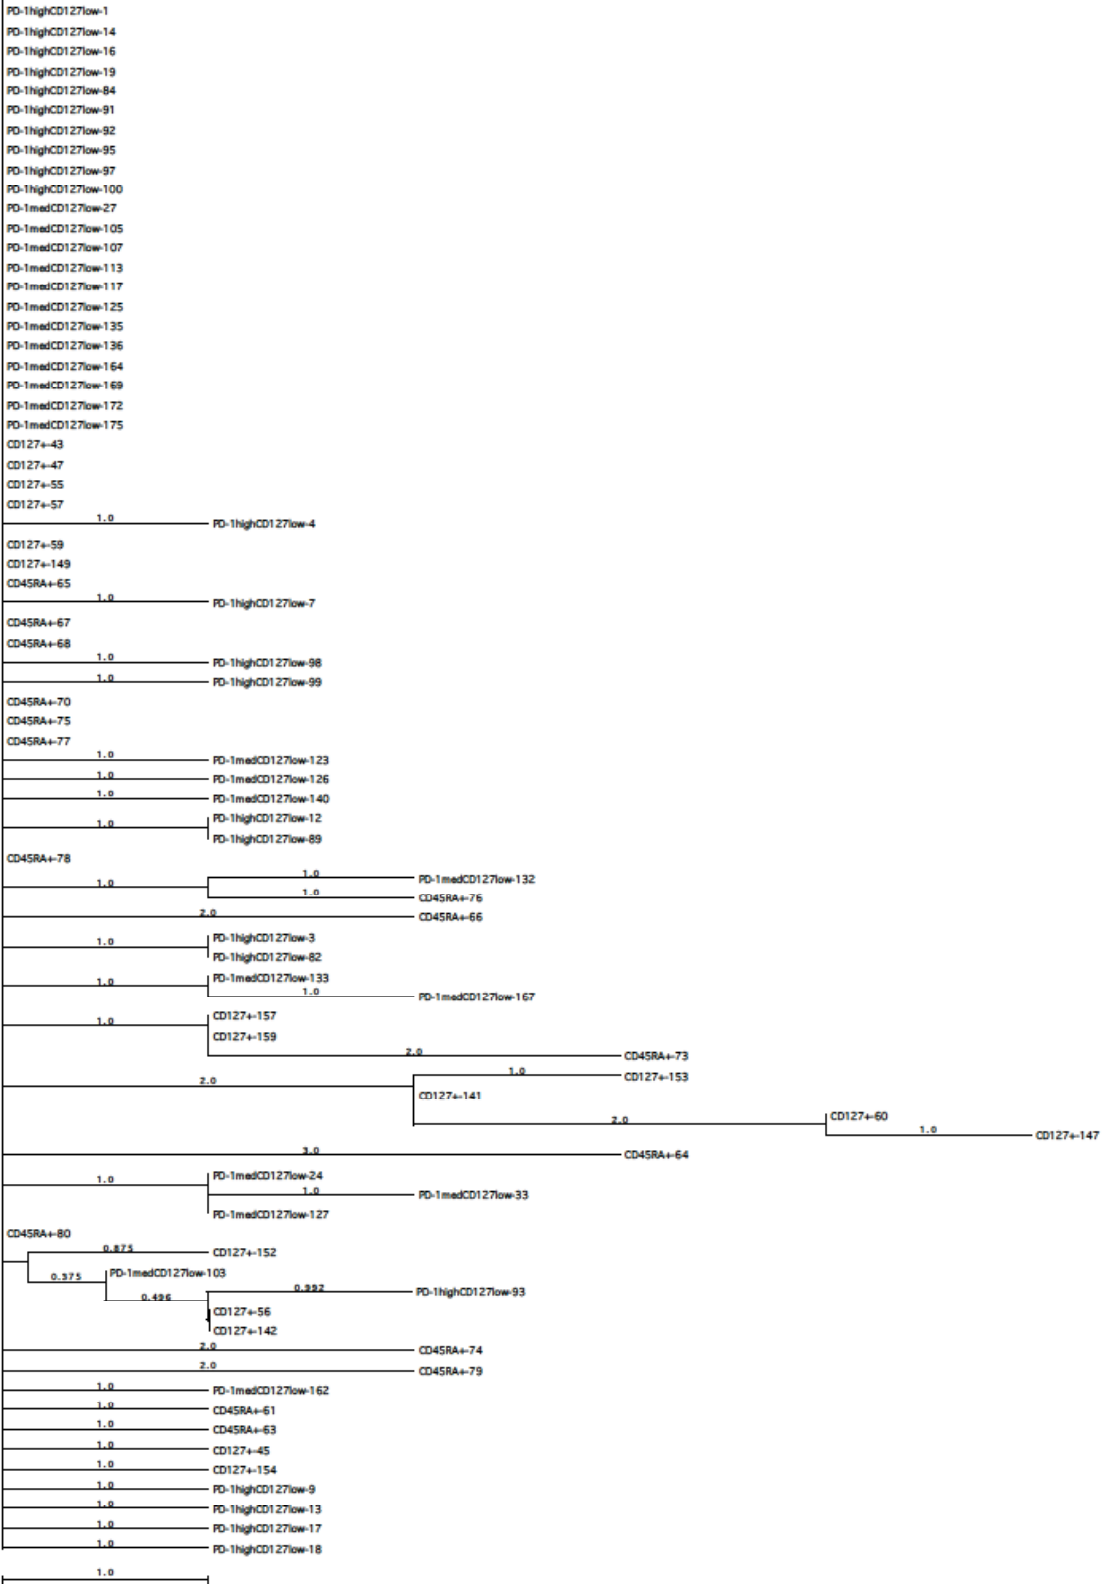 PD-1highCD127low-1
PD-1highCD127low-14
PD-1highCD127low-16
PD-1highCD127low-19
PD-1highCD127low-84
PD-1highCD127low-91
PD-1highCD127low-92
PD-1highCD127low-95
PD-1highCD127low-97
PD-1highCD127low-100
PD-1medCD127low-27
PD-1medCD127low-105
PD-1medCD127low-107
PD-1medCD127low-113
PD-1medCD127low-117
PD-1medCD127low-125
PD-1medCD127low-135
PD-1medCD127low-136
PD-1medCD127low-164
PD-1medCD127low-169
PD-1medCD127low-172
PD-1medCD127low-175
CD127+-43
CD127+-47
CD127+-55
CD127+-57
1.0 PD-1highCD127low-4
CD127+-59
CD127+-149
CD45RA+-65
1.0 PD-1highCD127low-7
CD45RA+-67
CD45RA+-68
1.0 PD-1highCD127low-98
1.0 PD-1highCD127low-99
CD45RA+-70
CD45RA+-75
CD45RA+-77
1.0 PD-1medCD127low-123
1.0 PD-1medCD127low-126
1.0 PD-1medCD127low-140
PD-1highCD127low-12
1.0
PD-1highCD127low-89
CD45RA+-78
1.0 PD-1medCD127low-132
1.0
1.0 CD45RA+-76
2.0 CD45RA+-66
PD-1highCD127low-3
1.0
PD-1highCD127low-82
PD-1medCD127low-133
1.0
1.0 PD-1medCD127low-167
CD127+-157
1.0
CD127+-159
2.0 CD45RA+-73
1.0 CD127+-153
2.0
CD127+-141
CD127+-60
2.0
1.0 CD127+-147
3.0 CD45RA+-64
PD-1medCD127low-24
1.0
1.0 PD-1medCD127low-33
PD-1medCD127low-127
CD45RA+-80
0.875 CD127+-152
PD-1medCD127low-103
0.375
0.992 PD-1highCD127low-93
0.496
CD127+-56
CD127+-142
2.0 CD45RA+-74
2.0 CD45RA+-79
1.0 PD-1medCD127low-162
1.0 CD45RA+-61
1.0 CD45RA+-63
1.0 CD127+-45
1.0 CD127+-154
1.0 PD-1highCD127low-9
1.0 PD-1highCD127low-13
1.0 PD-1highCD127low-17
1.0 PD-1highCD127low-18
1.0